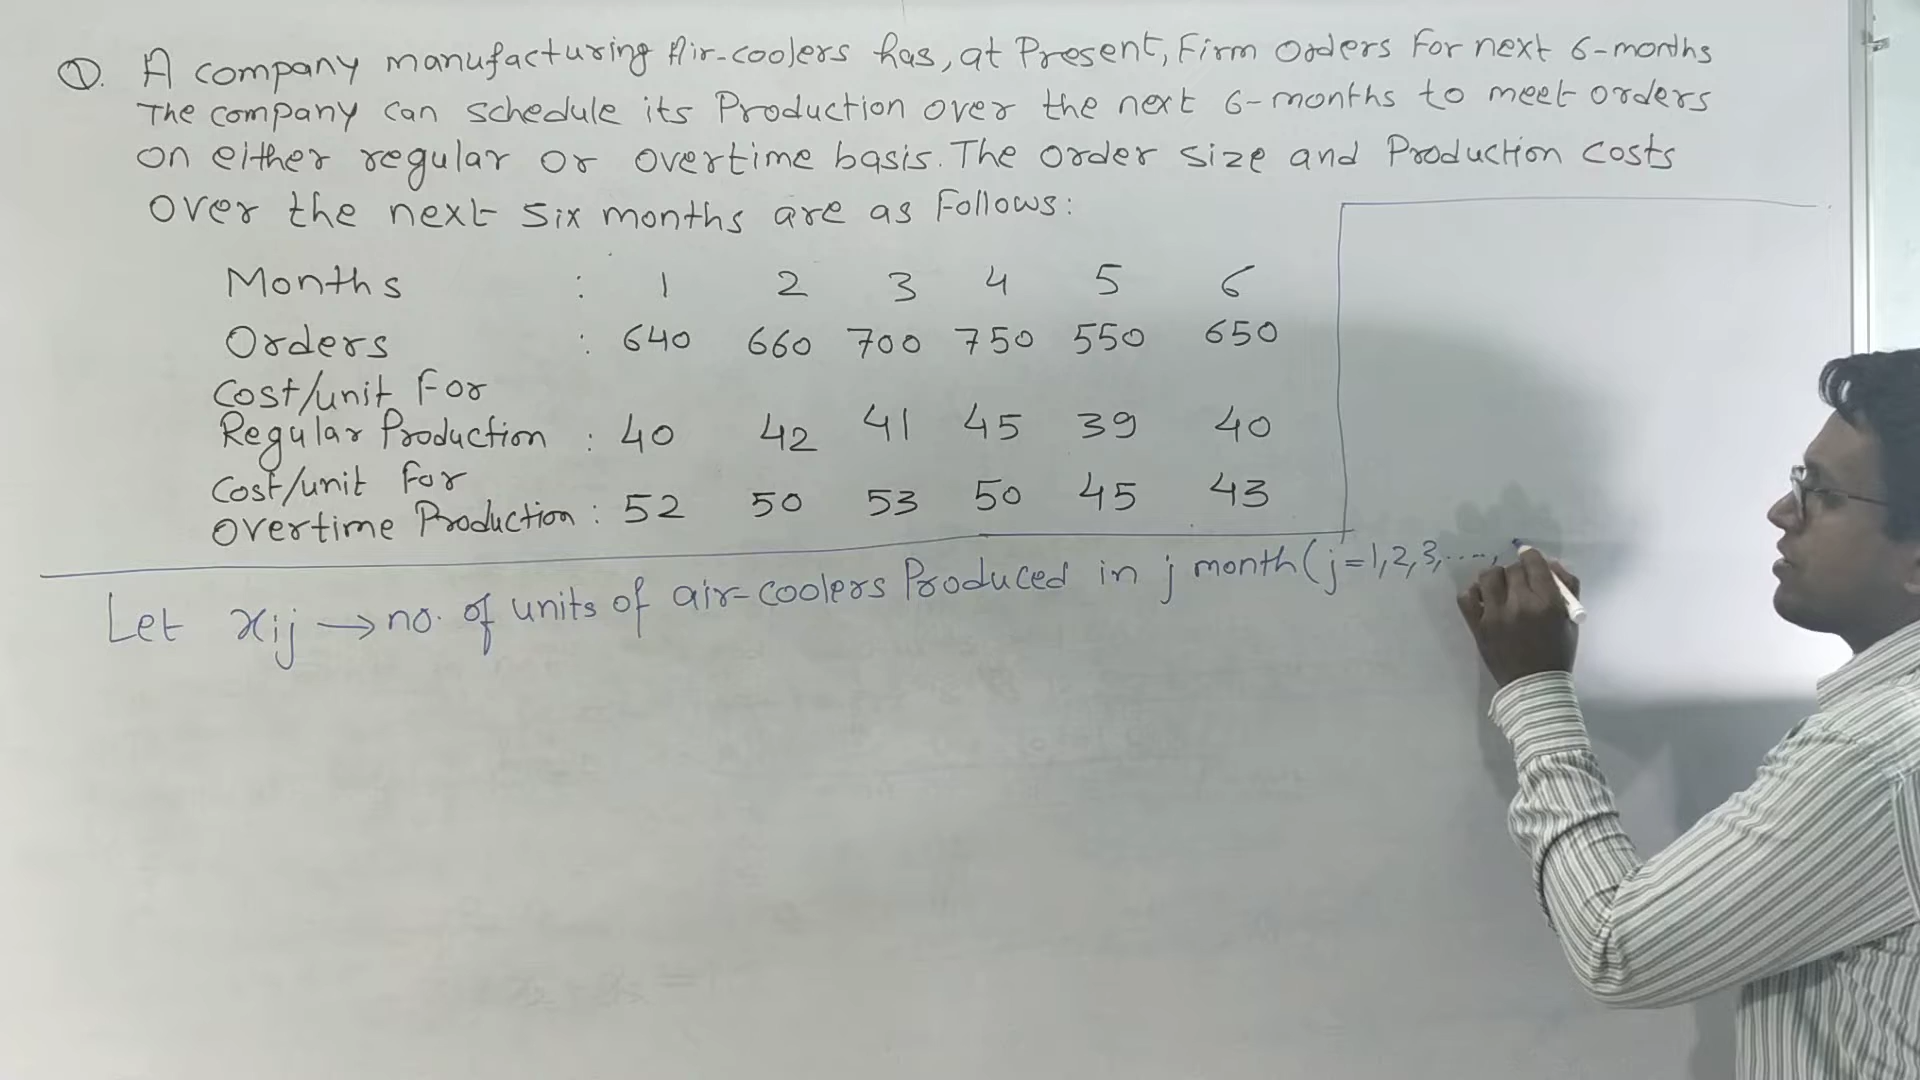 ①. A company manufacturing Air-coolers has, at Present, Firm Orders For next 6-months
The company can schedule its Production over the next 6-months to meet orders
on either regular or overtime basis. The order size and Production costs
over the next six months are as Follows:
Months : 1 2 3 4 5 6
Orders : 640 660 700 750 550 650
Cost/unit For
Regular Production : 40 42 41 45 39 40
Cost/unit For
Overtime Production : 52 50 53 50 45 43
Let xij → no. of units of air-coolers Produced in j month (j=1,2,3,....,